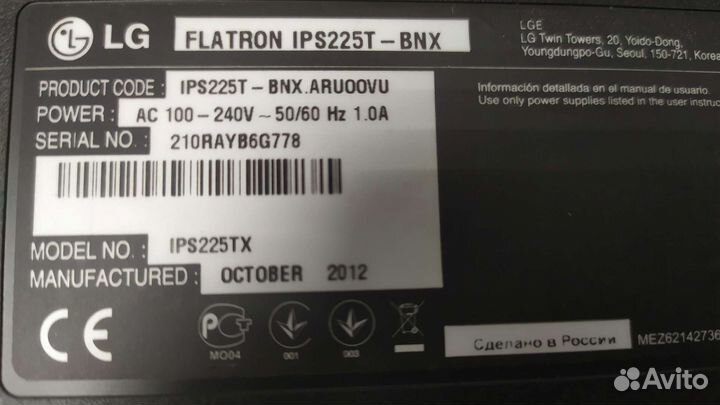 LG FLATRON IPS225T-BNX
LGE
LG Twin Towers, 20, Yoido-Dong,
Youngdungpo-Gu, Seoul, 150-721, Korea
PRODUCT CODE : IPS225T-BNX.ARUOOVU
POWER : AC 100-240V ~ 50/60 Hz 1.0A
SERIAL NO. : 210RAYB6G778
Información detallada en el manual de usuario.
Use only power supplies listed in the user
MODEL NO. : IPS225TX
MANUFACTURED : OCTOBER 2012
CE
РСТ
МО04
001
003
Сделано в России
MEZ62142736
Avito